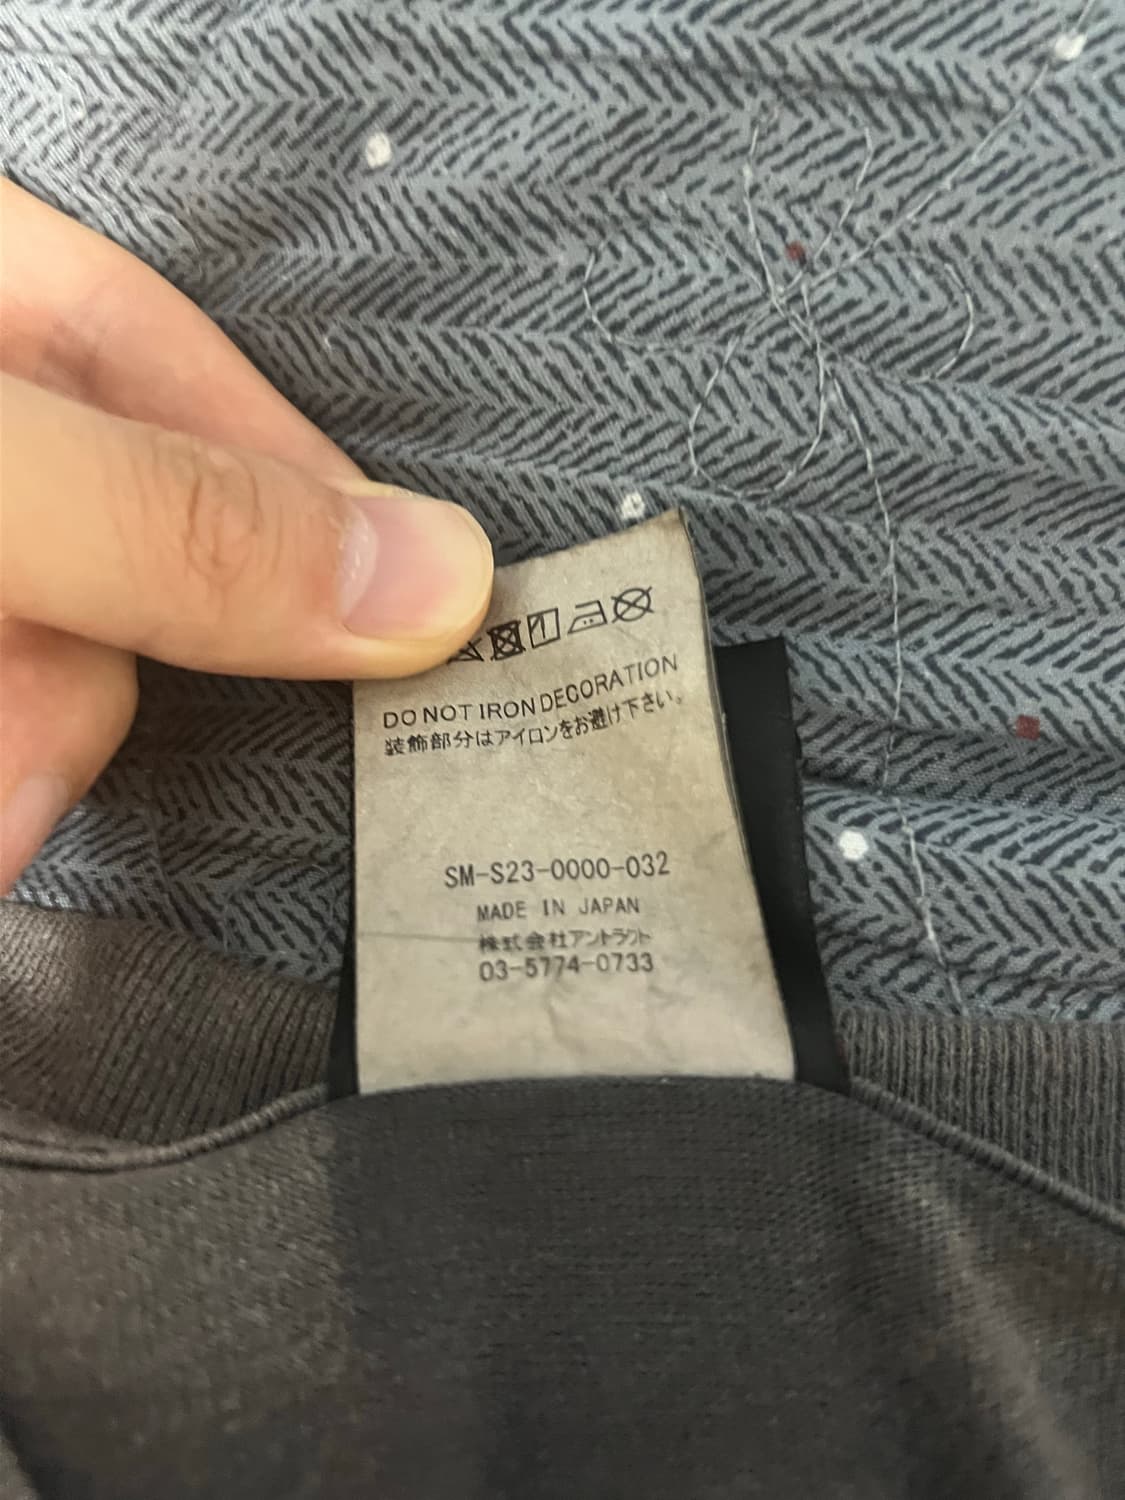 DO NOT IRON DECORATION
装飾部分はアイロンをお避け下さい。
SM-S23-0000-032
MADE IN JAPAN
株式会社アントラクト
03-5774-0733